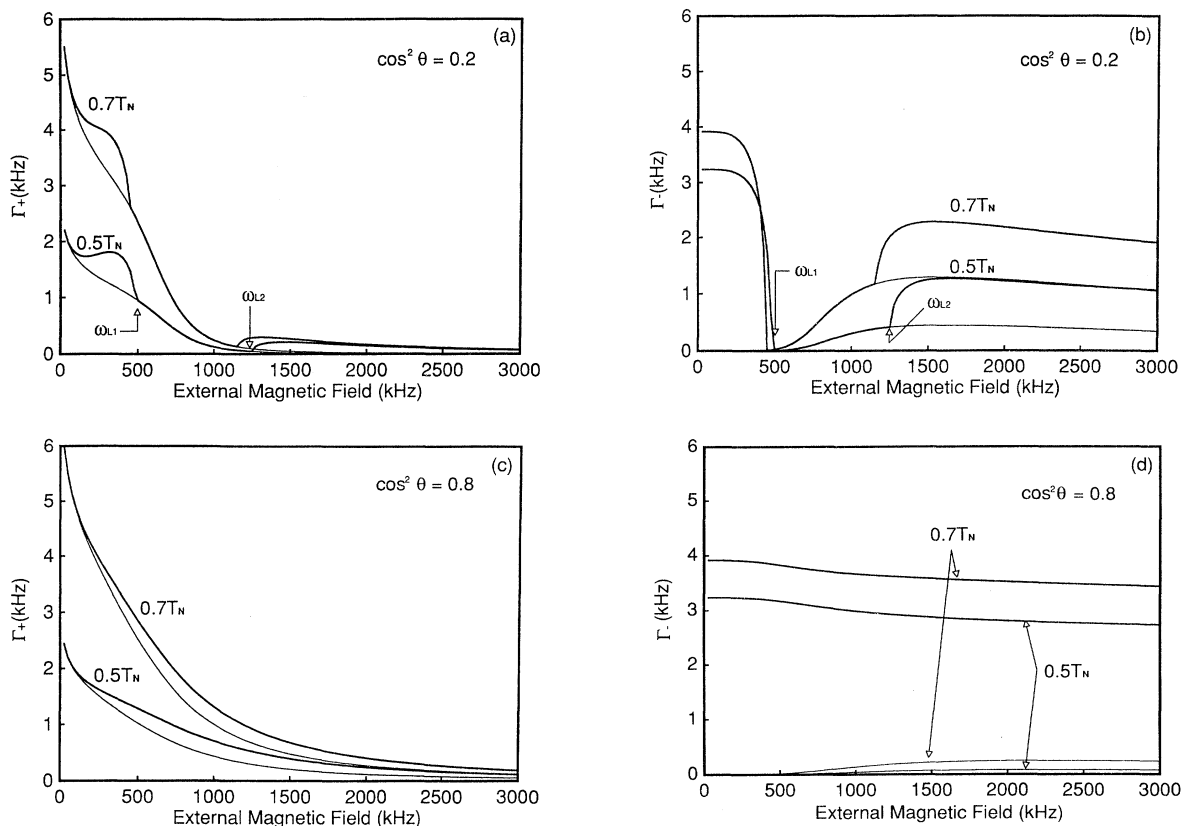 (a)
cos² θ = 0.2
Γ+(kHz)
6
5
4
3
2
1
0
0.7TN
0.5TN
ωL1
ωL2
0 500 1000 1500 2000 2500 3000
External Magnetic Field (kHz)
(b)
cos² θ = 0.2
Γ-(kHz)
6
5
4
3
2
1
0
0.7TN
0.5TN
ωL1
ωL2
0 500 1000 1500 2000 2500 3000
External Magnetic Field (kHz)
(c)
cos² θ = 0.8
Γ+(kHz)
6
5
4
3
2
1
0
0.7TN
0.5TN
0 500 1000 1500 2000 2500 3000
External Magnetic Field (kHz)
(d)
cos²θ = 0.8
Γ- (kHz)
6
5
4
3
2
1
0
0.7TN
0.5TN
0 500 1000 1500 2000 2500 3000
External Magnetic Field (kHz)